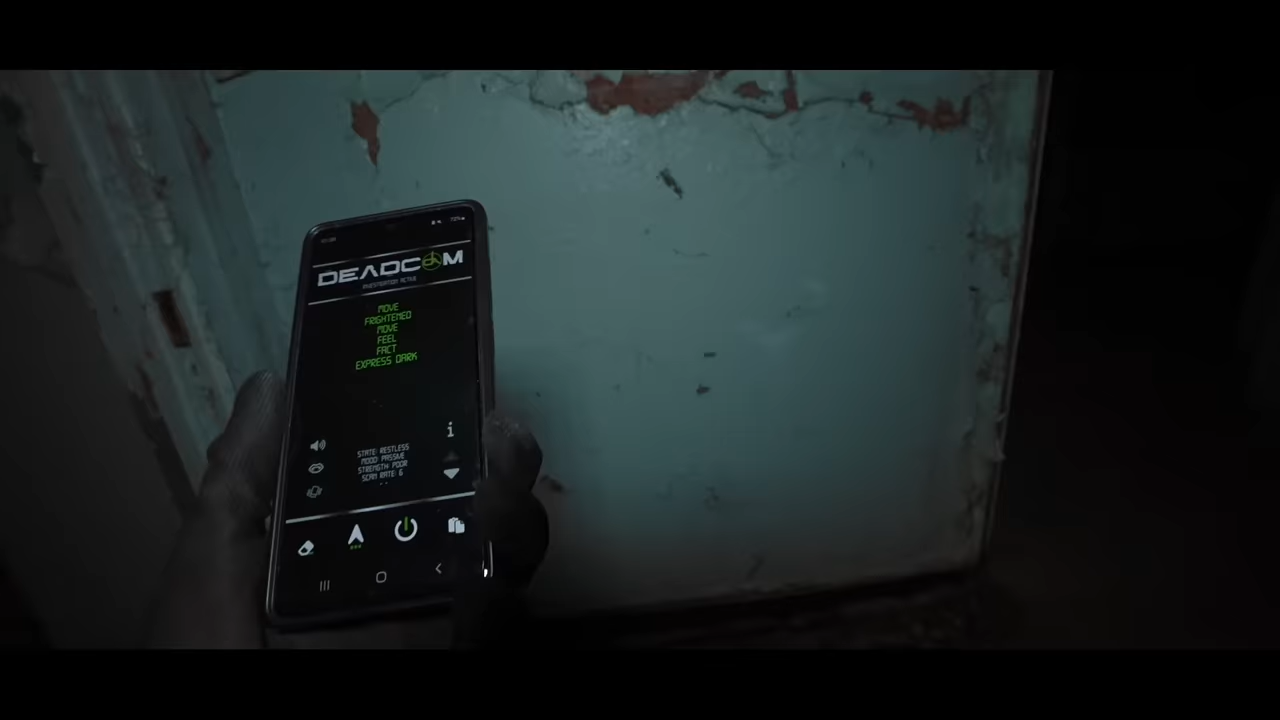 DEADCOM
INVESTIGATION ACTIVE
MOVE
FRIGHTENED
MOVE
FEEL
FACT
EXPRESS DARK
STATE: RESTLESS
MOOD: PASSIVE
STRENGTH: POOR
SCAN RATE: 6